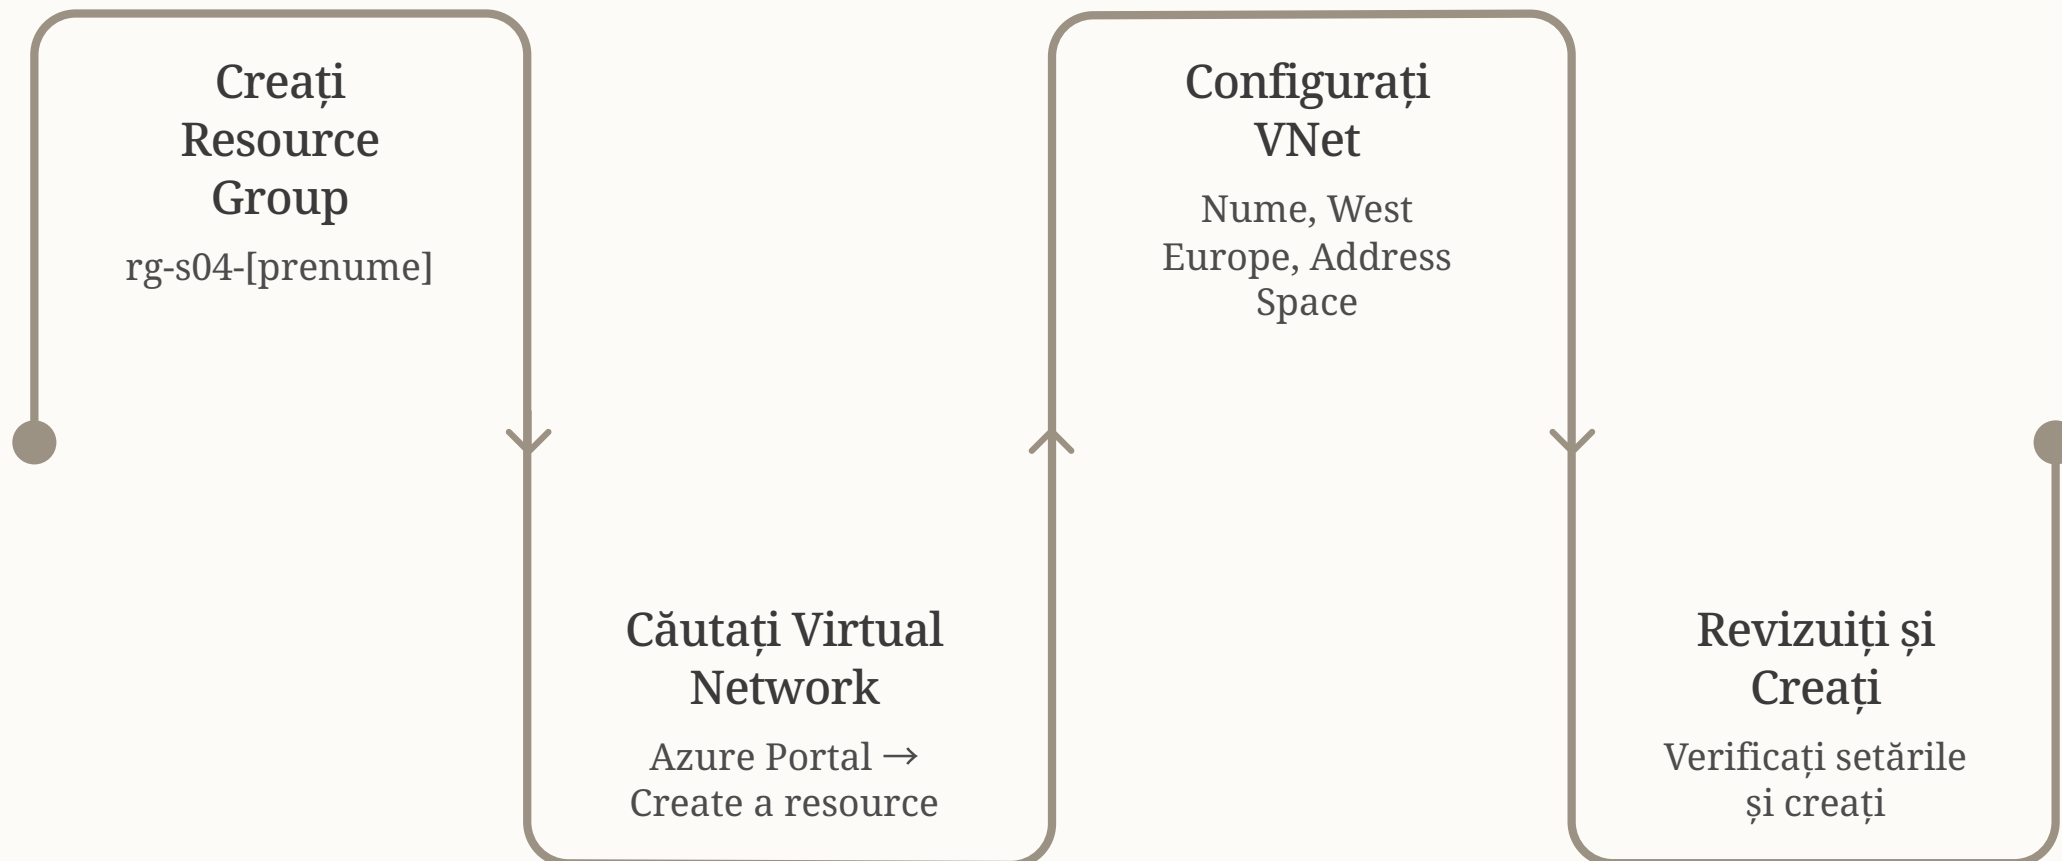 Creați
Resource
Group
rg-s04-[prenume]
Căutați Virtual
Network
Azure Portal →
Create a resource
Configurați
VNet
Nume, West
Europe, Address
Space
Revizuiți și
Creați
Verificați setările
și creați